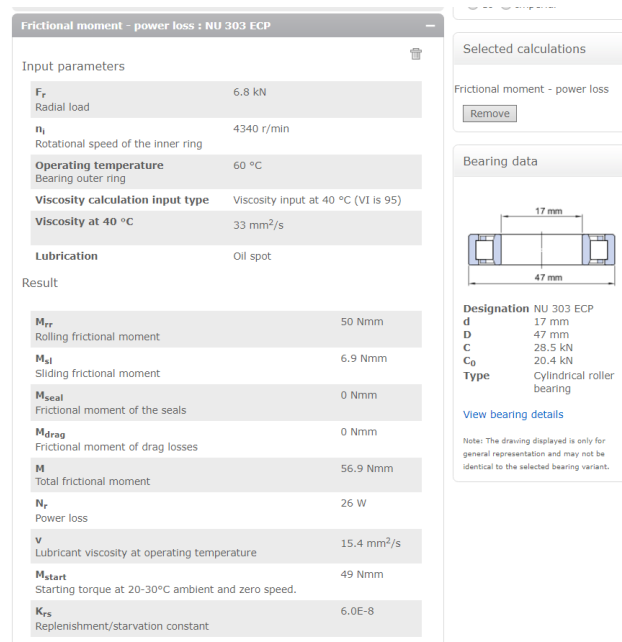 Frictional moment - power loss : NU 303 ECP
Input parameters
Fr 6.8 kN
Radial load
ni 4340 r/min
Rotational speed of the inner ring
Operating temperature 60 °C
Bearing outer ring
Viscosity calculation input type Viscosity input at 40 °C (VI is 95)
Viscosity at 40 °C 33 mm²/s
Lubrication Oil spot
Result
Mrr 50 Nmm
Rolling frictional moment
Msl 6.9 Nmm
Sliding frictional moment
Mseal 0 Nmm
Frictional moment of the seals
Mdrag 0 Nmm
Frictional moment of drag losses
M 56.9 Nmm
Total frictional moment
Nr 26 W
Power loss
ν 15.4 mm²/s
Lubricant viscosity at operating temperature
Mstart 49 Nmm
Starting torque at 20-30°C ambient and zero speed.
Krs 6.0E-8
Replenishment/starvation constant
Selected calculations
Frictional moment - power loss
Remove
Bearing data
17 mm
47 mm
Designation NU 303 ECP
d 17 mm
D 47 mm
C 28.5 kN
C0 20.4 kN
Type Cylindrical roller
bearing
View bearing details
Note: The drawing displayed is only for
general representation and may not be
identical to the selected bearing variant.